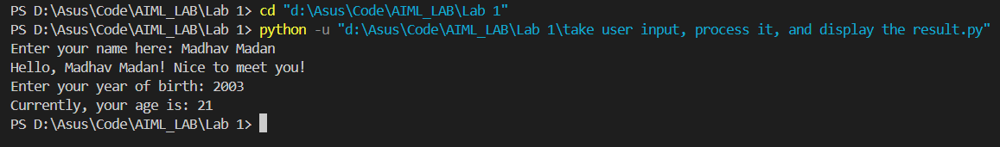 PS D:\Asus\Code\AIML_LAB\Lab 1> cd "d:\Asus\Code\AIML_LAB\Lab 1"
PS D:\Asus\Code\AIML_LAB\Lab 1> python -u "d:\Asus\Code\AIML_LAB\Lab 1\take user input, process it, and display the result.py"
Enter your name here: Madhav Madan
Hello, Madhav Madan! Nice to meet you!
Enter your year of birth: 2003
Currently, your age is: 21
PS D:\Asus\Code\AIML_LAB\Lab 1>